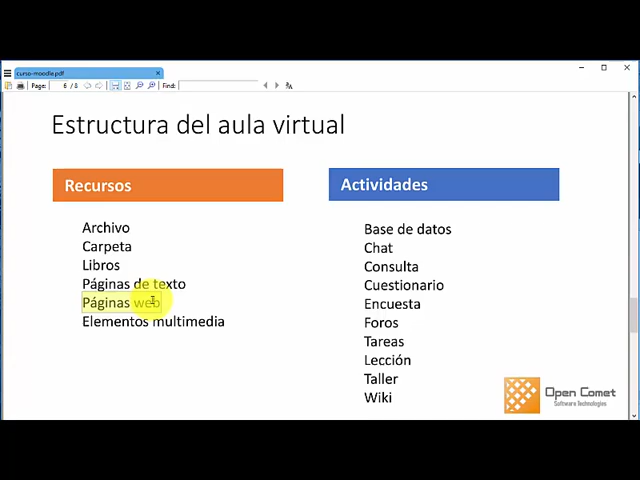 curso-moodle.pdf
Page: 6 / 8 Find:
Estructura del aula virtual
Recursos
Archivo
Carpeta
Libros
Páginas de texto
Páginas web
Elementos multimedia
Actividades
Base de datos
Chat
Consulta
Cuestionario
Encuesta
Foros
Tareas
Lección
Taller
Wiki
Open Comet
Software Technologies